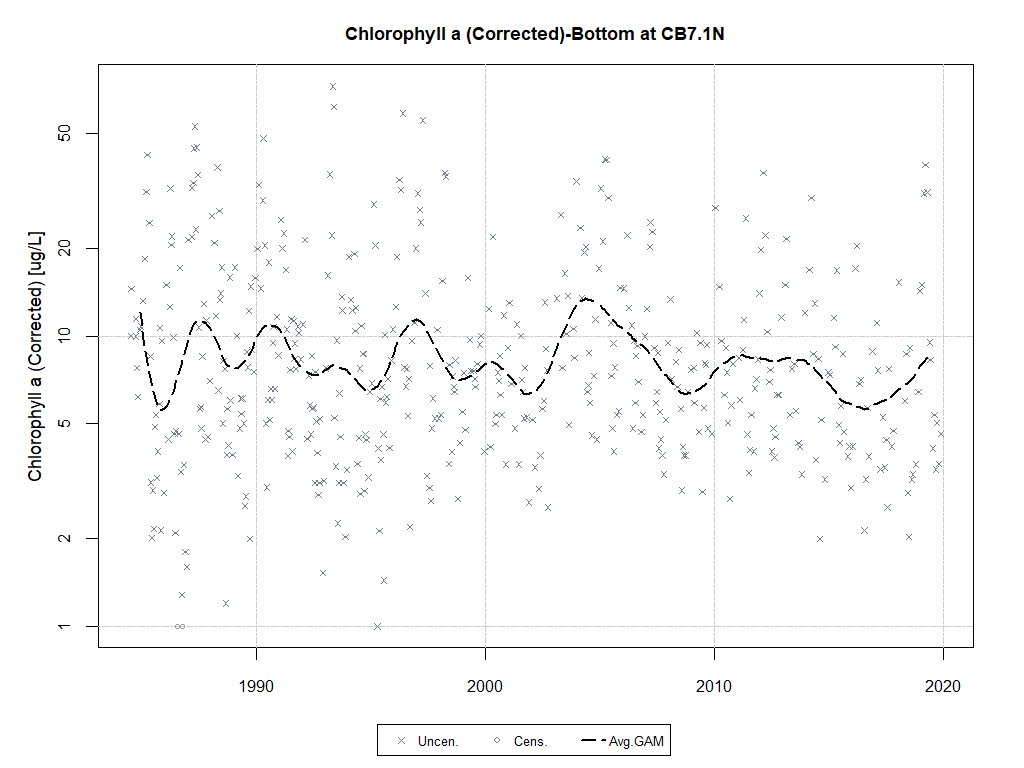 Chlorophyll a (Corrected)-Bottom at CB7.1N
Chlorophyll a (Corrected) [ug/L]
50
20
10
5
2
1
1990 2000 2010 2020
Uncen. Cens. Avg.GAM